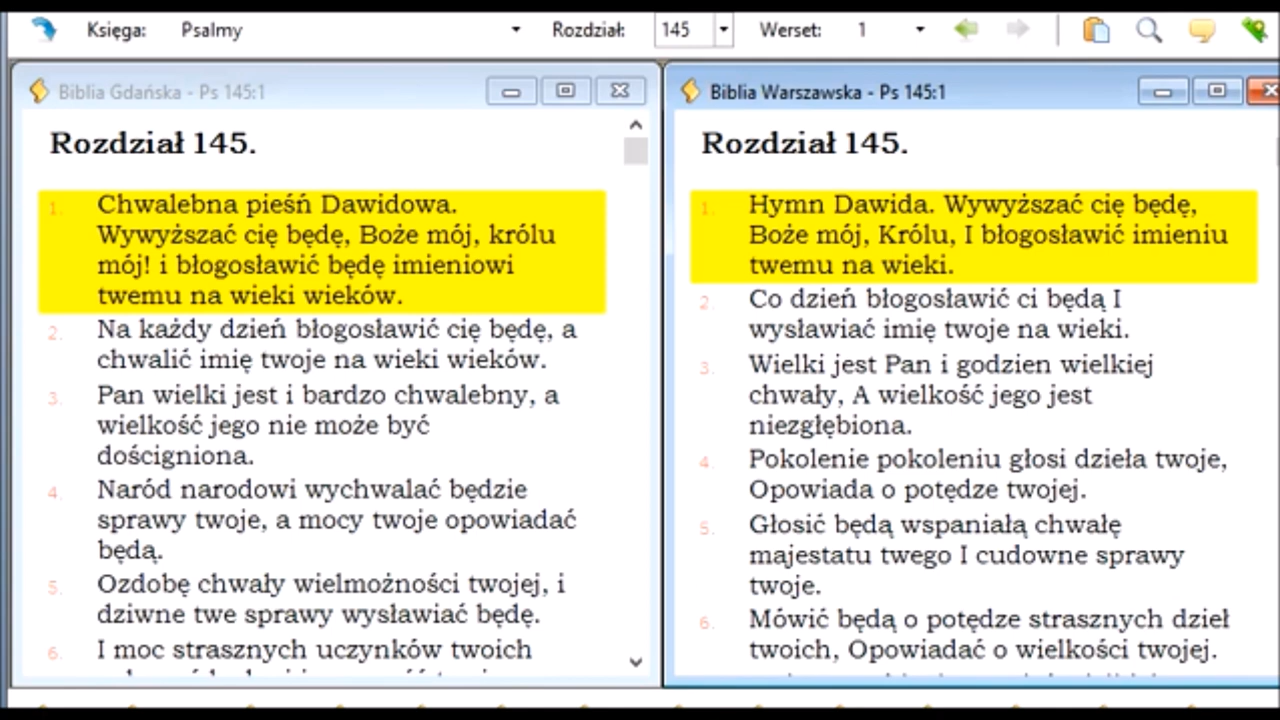 Księga: Psalmy Rozdział: 145 Werset: 1
Biblia Gdańska - Ps 145:1
Rozdział 145.
1. Chwalebna pieśń Dawidowa.
Wywyższać cię będę, Boże mój, królu
mój! i błogosławić będę imieniowi
twemu na wieki wieków.
2. Na każdy dzień błogosławić cię będę, a
chwalić imię twoje na wieki wieków.
3. Pan wielki jest i bardzo chwalebny, a
wielkość jego nie może być
dościgniona.
4. Naród narodowi wychwalać będzie
sprawy twoje, a mocy twoje opowiadać
będą.
5. Ozdobę chwały wielmożności twojej, i
dziwne twe sprawy wysławiać będę.
6. I moc strasznych uczynków twoich
Biblia Warszawska - Ps 145:1
Rozdział 145.
1. Hymn Dawida. Wywyższać cię będę,
Boże mój, Królu, I błogosławić imieniu
twemu na wieki.
2. Co dzień błogosławić ci będą I
wysławiać imię twoje na wieki.
3. Wielki jest Pan i godzien wielkiej
chwały, A wielkość jego jest
niezgłębiona.
4. Pokolenie pokoleniu głosi dzieła twoje,
Opowiada o potędze twojej.
5. Głosić będą wspaniałą chwałę
majestatu twego I cudowne sprawy
twoje.
6. Mówić będą o potędze strasznych dzieł
twoich, Opowiadać o wielkości twojej.